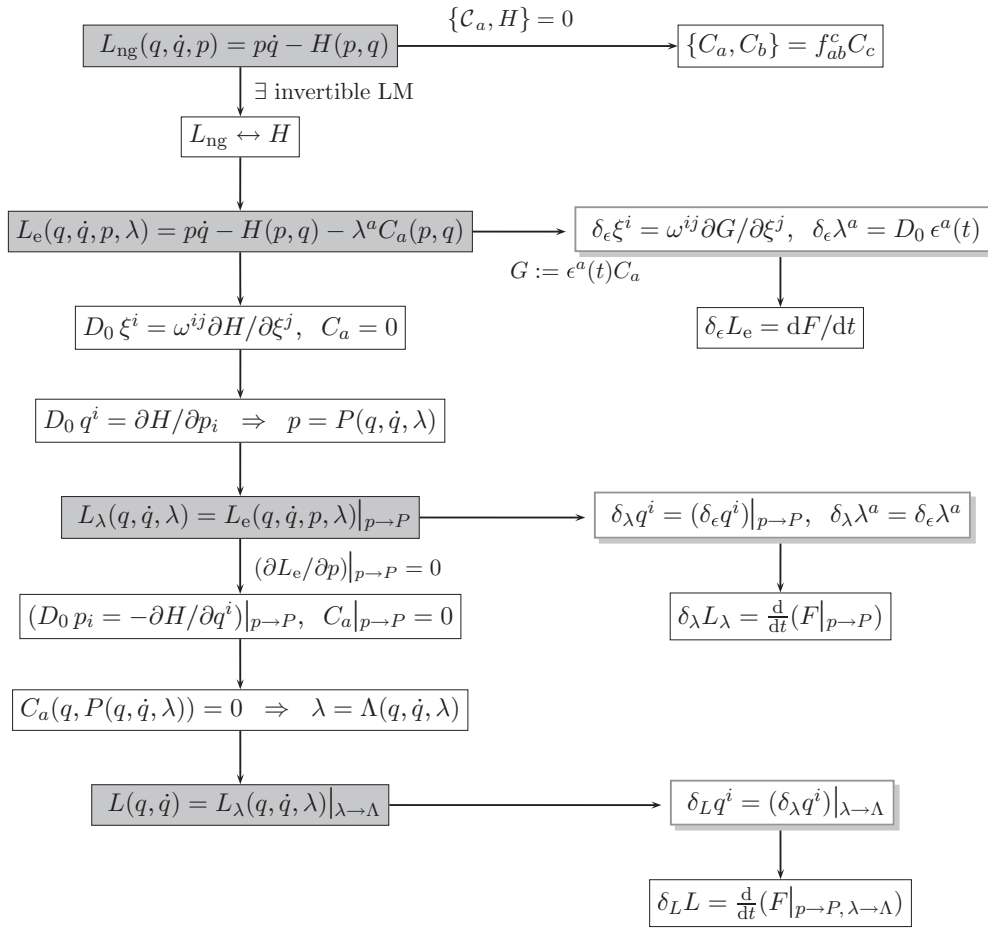 L_ng(q, q̇, p) = pq̇ − H(p, q)
{𝒞_a, H} = 0
{C_a, C_b} = f^c_ab C_c
∃ invertible LM
L_ng ↔ H
L_e(q, q̇, p, λ) = pq̇ − H(p, q) − λ^a C_a(p, q)
δ_ϵ ξ^i = ω^ij ∂G/∂ξ^j, δ_ϵ λ^a = D_0 ϵ^a(t)
G := ϵ^a(t)C_a
D_0 ξ^i = ω^ij ∂H/∂ξ^j, C_a = 0
δ_ϵ L_e = dF/dt
D_0 q^i = ∂H/∂p_i ⇒ p = P(q, q̇, λ)
L_λ(q, q̇, λ) = L_e(q, q̇, p, λ)|_p→P
δ_λ q^i = (δ_ϵ q^i)|_p→P, δ_λ λ^a = δ_ϵ λ^a
(∂L_e/∂p)|_p→P = 0
(D_0 p_i = −∂H/∂q^i)|_p→P, C_a|_p→P = 0
δ_λ L_λ = d/dt (F|_p→P)
C_a(q, P(q, q̇, λ)) = 0 ⇒ λ = Λ(q, q̇, λ)
L(q, q̇) = L_λ(q, q̇, λ)|_λ→Λ
δ_L q^i = (δ_λ q^i)|_λ→Λ
δ_L L = d/dt (F|_p→P, λ→Λ)